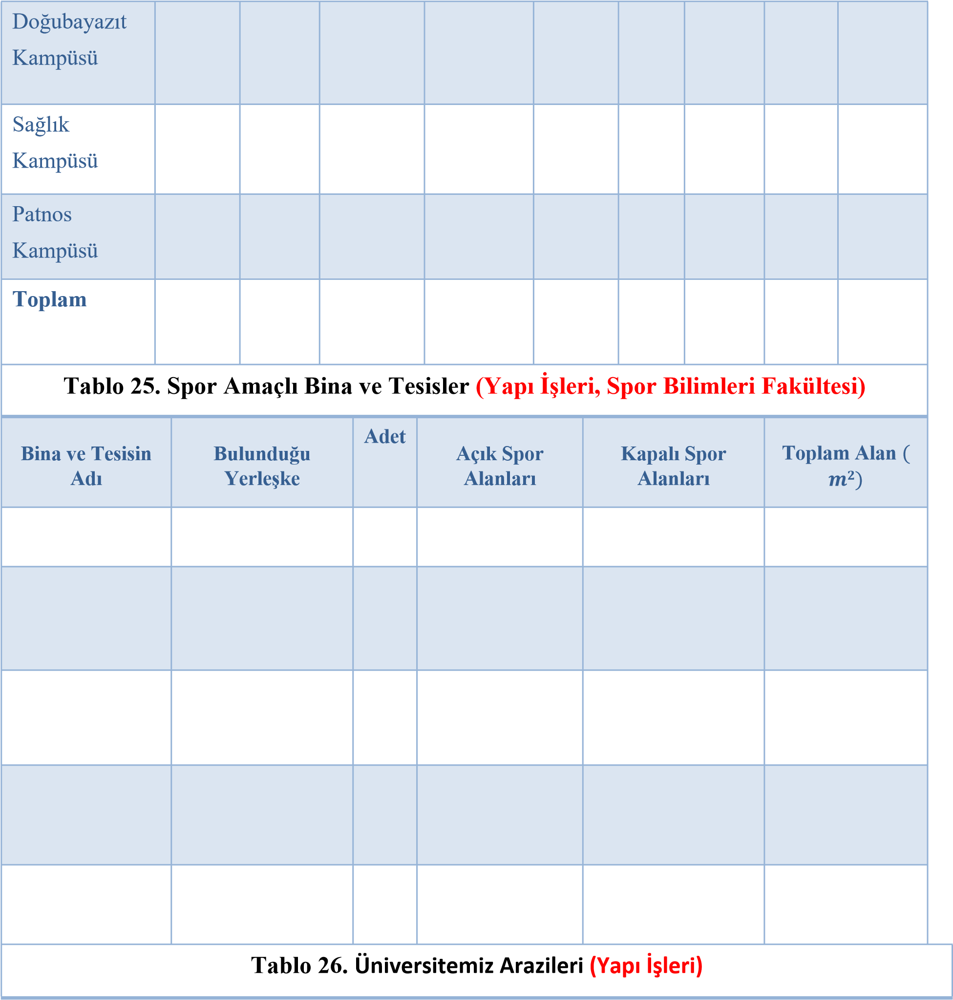 Doğubayazıt
Kampüsü
Sağlık
Kampüsü
Patnos
Kampüsü
Toplam
Tablo 25. Spor Amaçlı Bina ve Tesisler (Yapı İşleri, Spor Bilimleri Fakültesi)
Bina ve Tesisin
Adı
Bulunduğu
Yerleşke
Adet
Açık Spor
Alanları
Kapalı Spor
Alanları
Toplam Alan (
m²)
Tablo 26. Üniversitemiz Arazileri (Yapı İşleri)